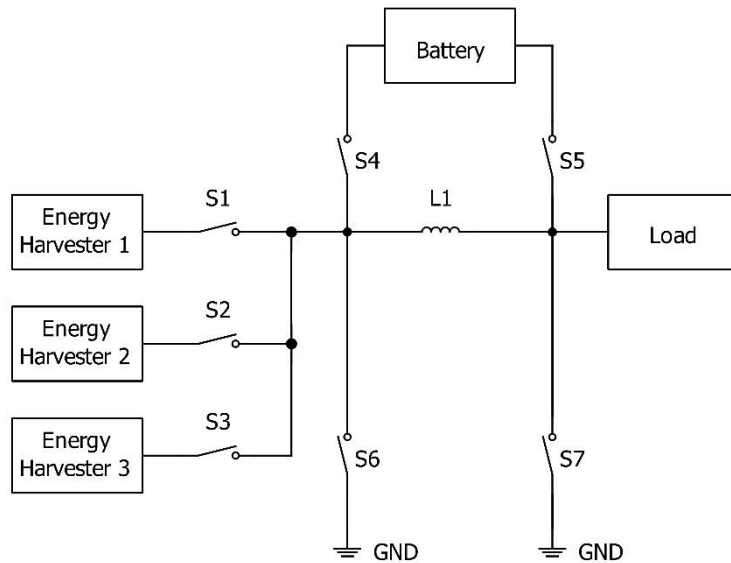 Battery
S4
S5
S1
L1
Energy
Harvester 1
Load
S2
Energy
Harvester 2
S3
Energy
Harvester 3
S6
S7
GND
GND